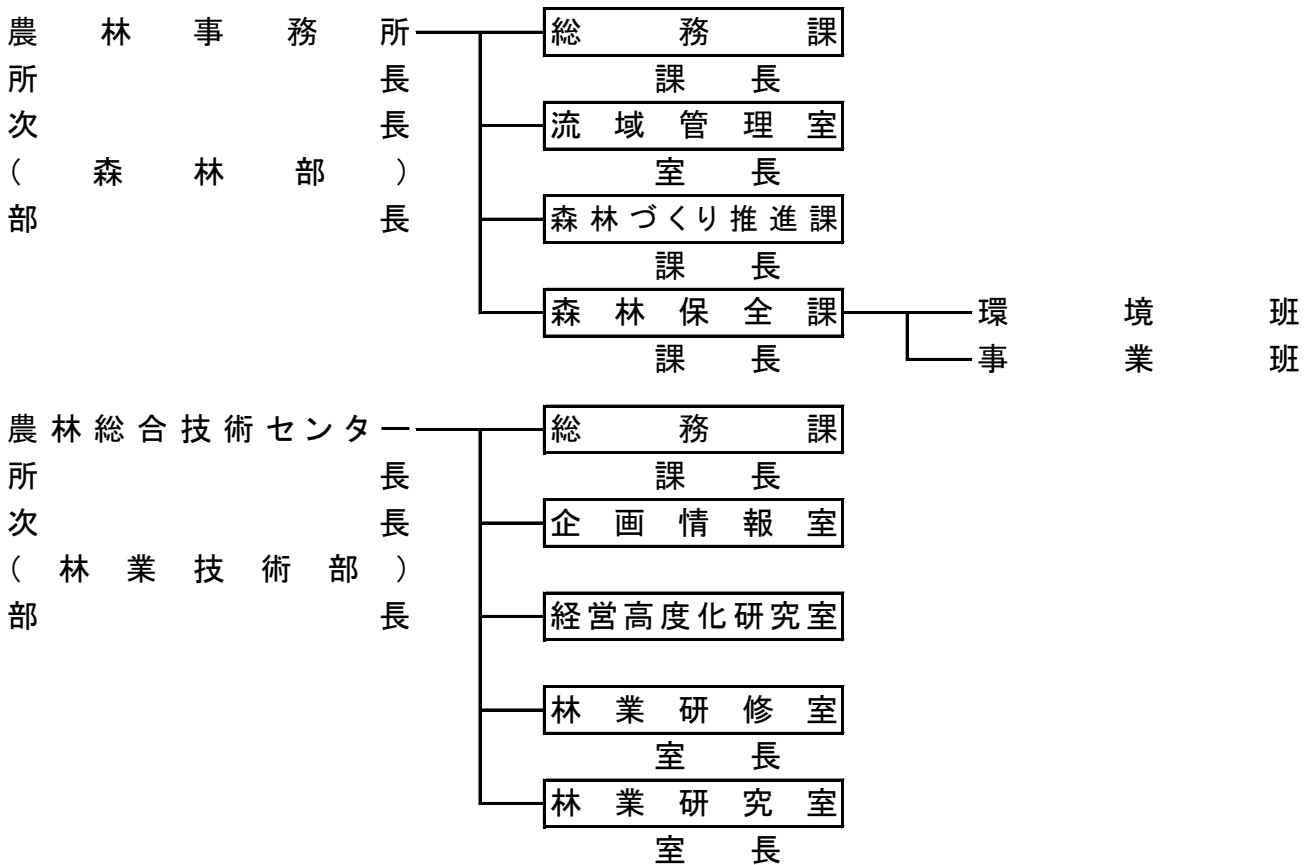 農林事務所 総務課
所長 課長
次長 流域管理室
(森林部) 室長
部長 森林づくり推進課
課長
森林保全課 環境班
課長 事業班
農林総合技術センター 総務課
所長 課長
次長 企画情報室
(林業技術部)
部長 経営高度化研究室
林業研修室
室長
林業研究室
室長